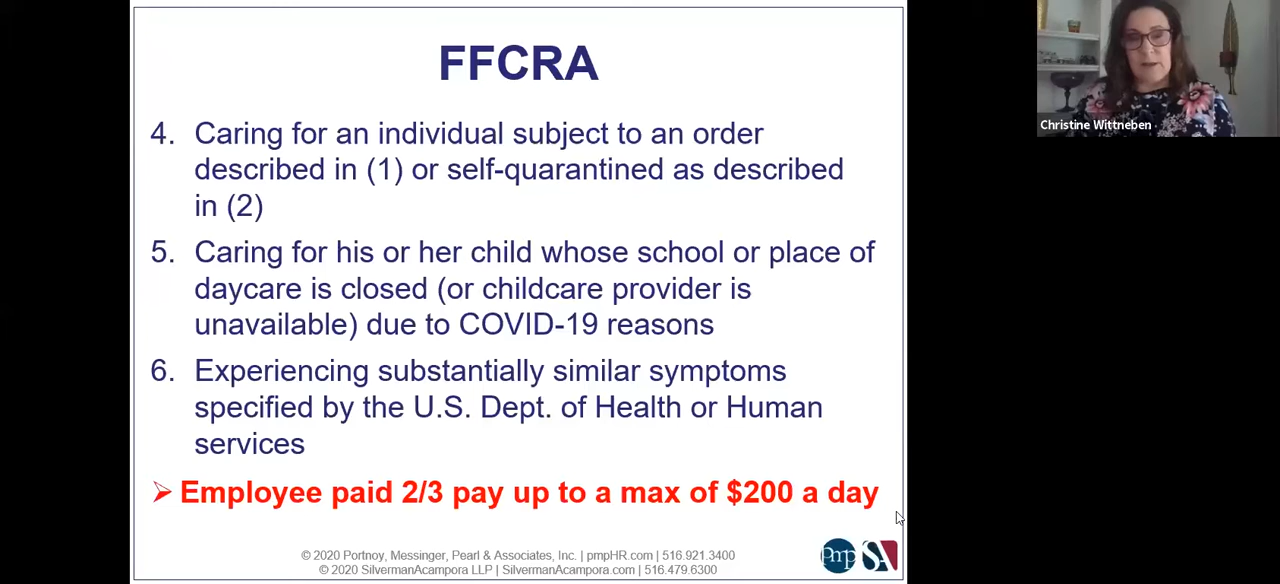 FFCRA
4. Caring for an individual subject to an order
described in (1) or self-quarantined as described
in (2)
5. Caring for his or her child whose school or place of
daycare is closed (or childcare provider is
unavailable) due to COVID-19 reasons
6. Experiencing substantially similar symptoms
specified by the U.S. Dept. of Health or Human
services
➢ Employee paid 2/3 pay up to a max of $200 a day
© 2020 Portnoy, Messinger, Pearl & Associates, Inc. | pmpHR.com | 516.921.3400
© 2020 SilvermanAcampora LLP | SilvermanAcampora.com | 516.479.6300
pmp SA
Christine Wittneben